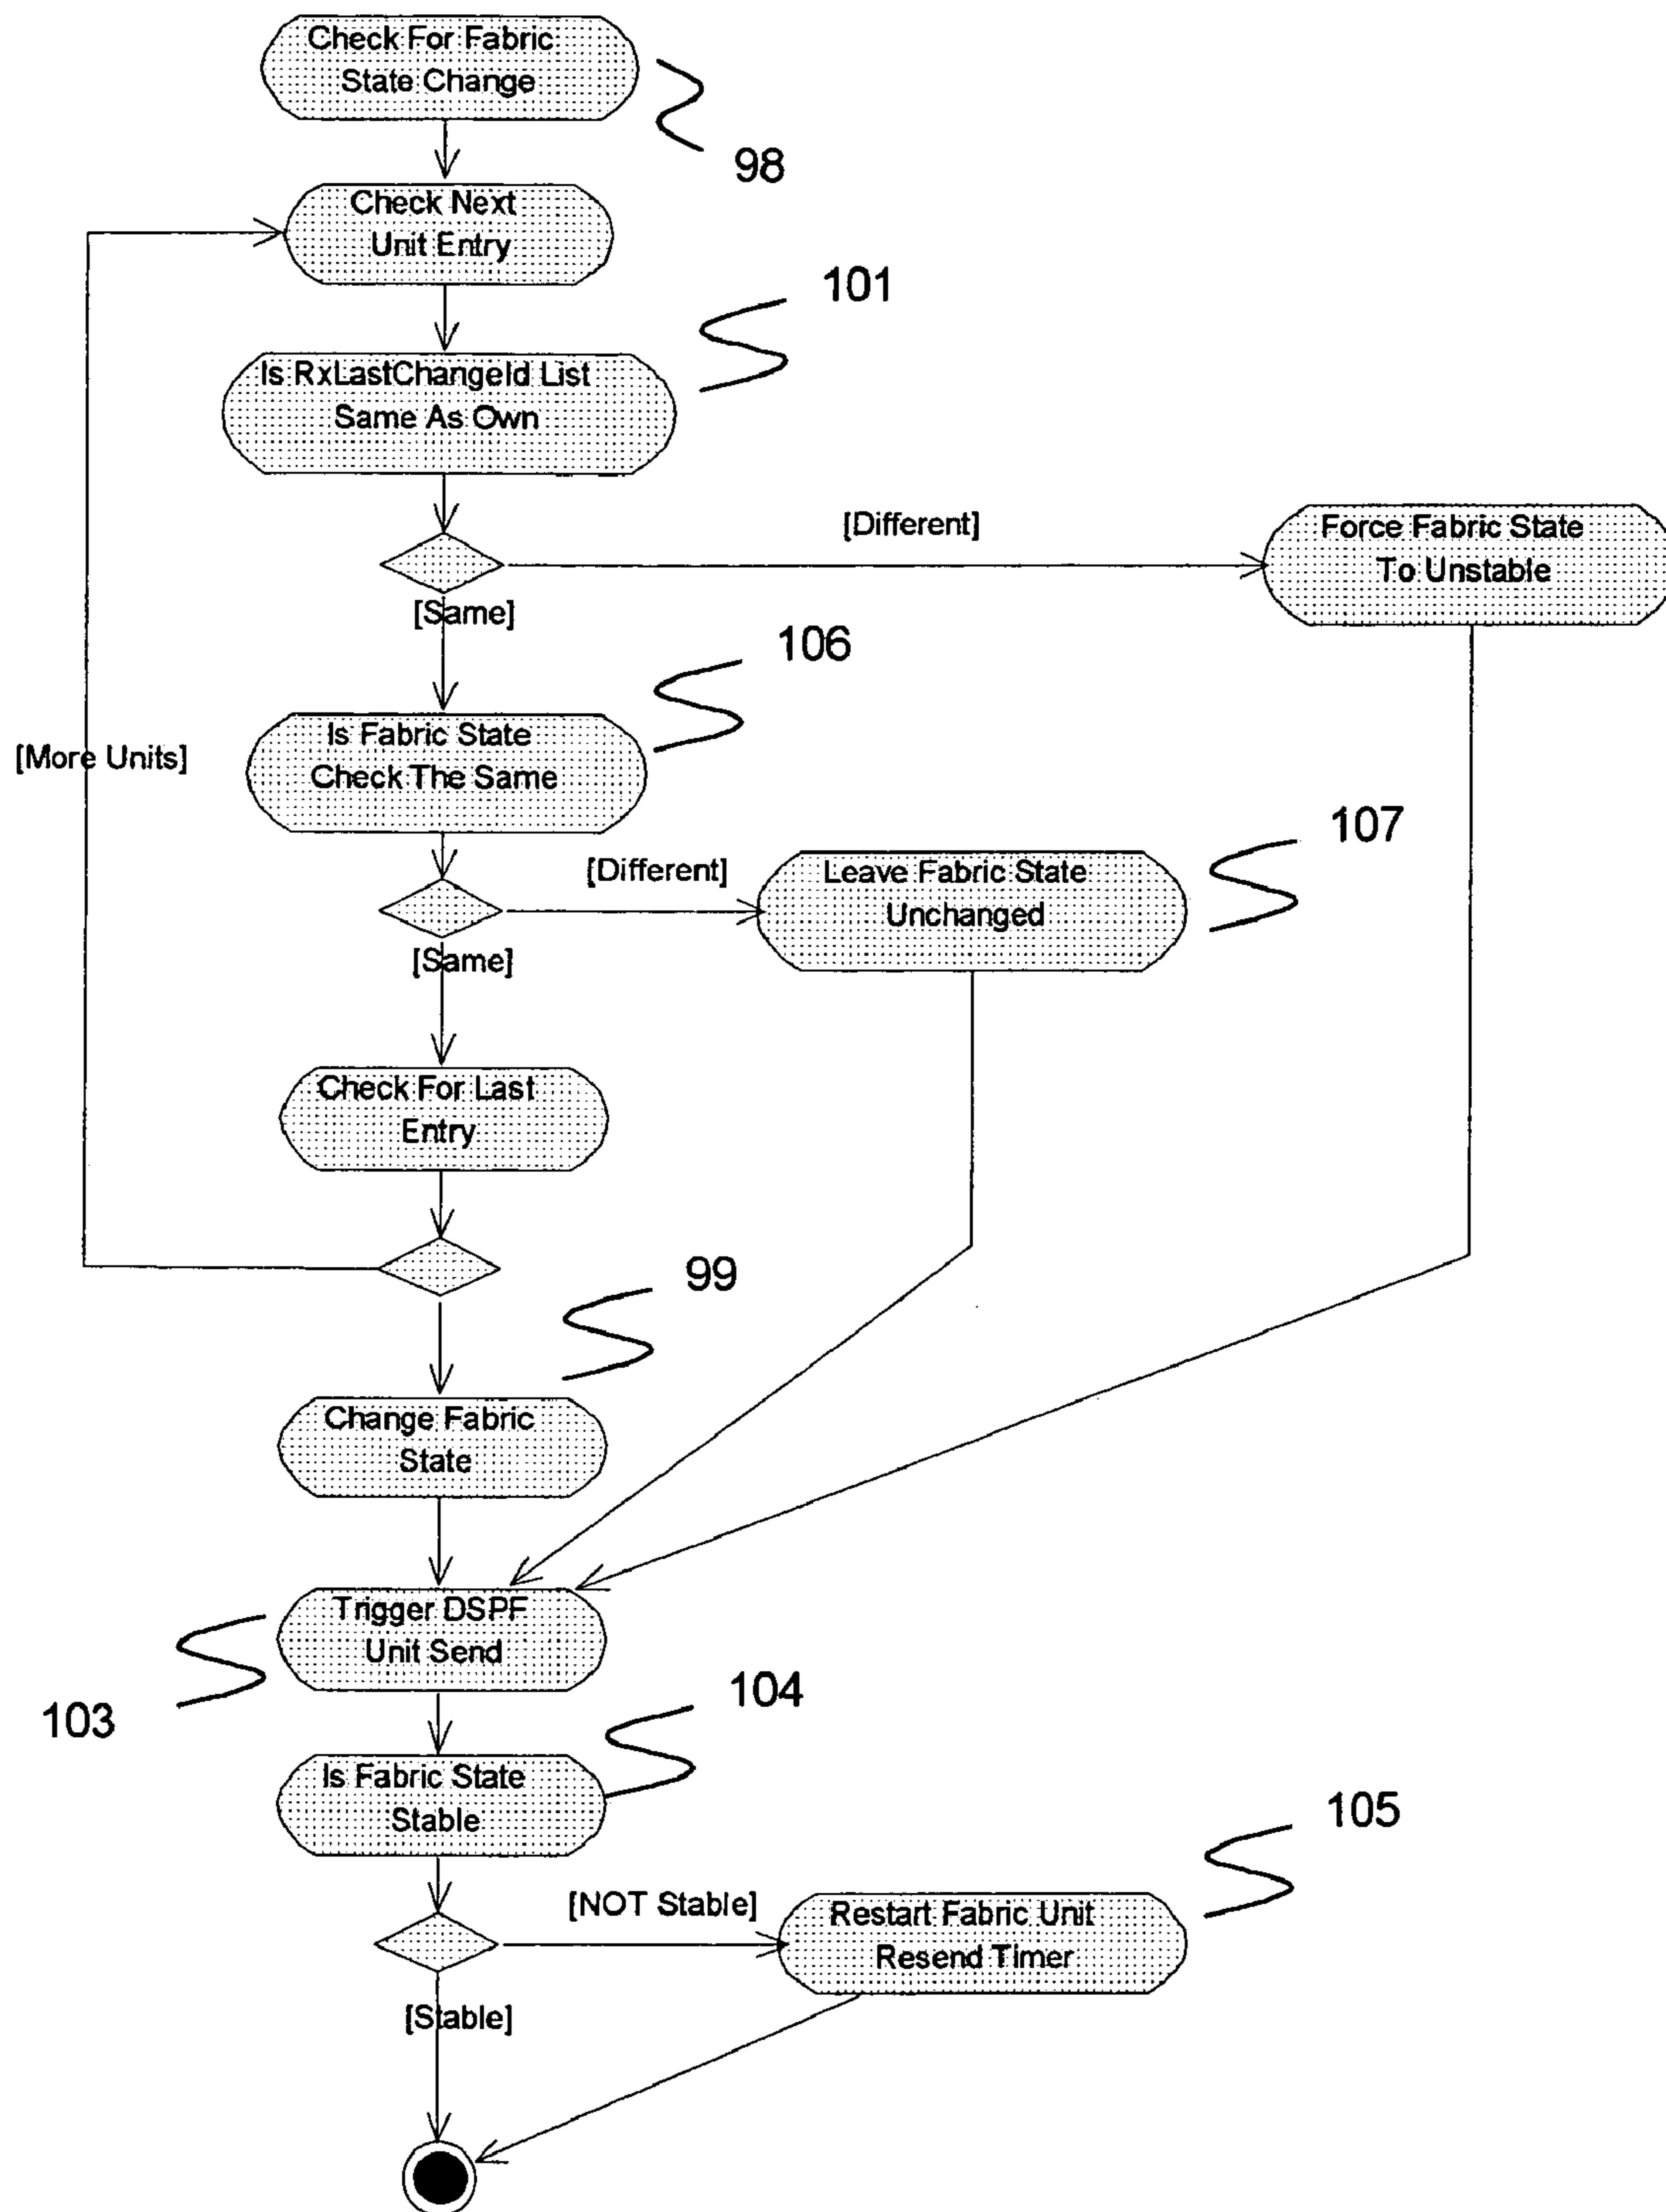 Check For Fabric
State Change
98
Check Next
Unit Entry
101
Is RxLastChangeId List
Same As Own
[Different]
Force Fabric State
To Unstable
[Same]
106
Is Fabric State
Check The Same
[More Units]
107
[Different]
Leave Fabric State
Unchanged
[Same]
Check For Last
Entry
99
Change Fabric
State
Trigger DSPF
Unit Send
103
104
Is Fabric State
Stable
105
[NOT Stable]
Restart Fabric Unit
Resend Timer
[Stable]